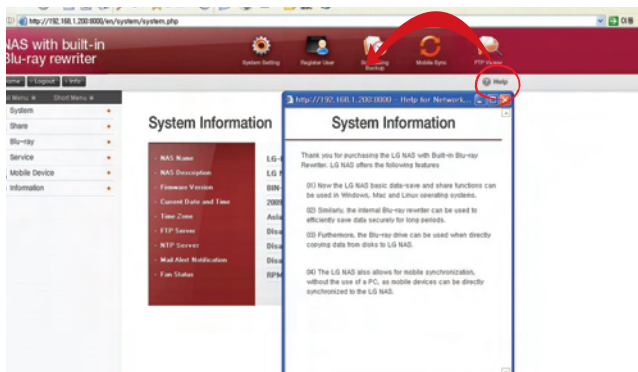 http://192.168.1.200:8000/en/system/system.php
NAS with built-in
Blu-ray rewriter
System Setting
Register User
Backup
Mobile Sync
FTP Viewer
Logout
Info
Help
Short Menu
System
Share
Blu-ray
Service
Mobile Device
Information
System Information
- NAS Name
- NAS Description
- Firmware Version
- Current Date and Time
- Time Zone
- FTP Server
- NTP Server
- Mail Alert Notification
- Fan Status
LG
BIN-
2009
Asia
Disa
Disa
Disa
RPM
http://192.168.1.200:8000 - Help for Network...
System Information
Thank you for purchasing the LG NAS with Built-in Blu-ray
Rewriter. LG NAS offers the following features
01) Now the LG NAS basic date-save and share functions can
be used in Windows, Mac and Linux operating systems.
02) Similarly, the internal Blu-ray rewriter can be used to
efficiently save data securely for long periods.
03) Furthermore, the Blu-ray drive can be used when directly
copying data from disks to LG NAS.
04) The LG NAS also allows for mobile synchronization,
without the use of a PC, as mobile devices can be directly
synchronized to the LG NAS.